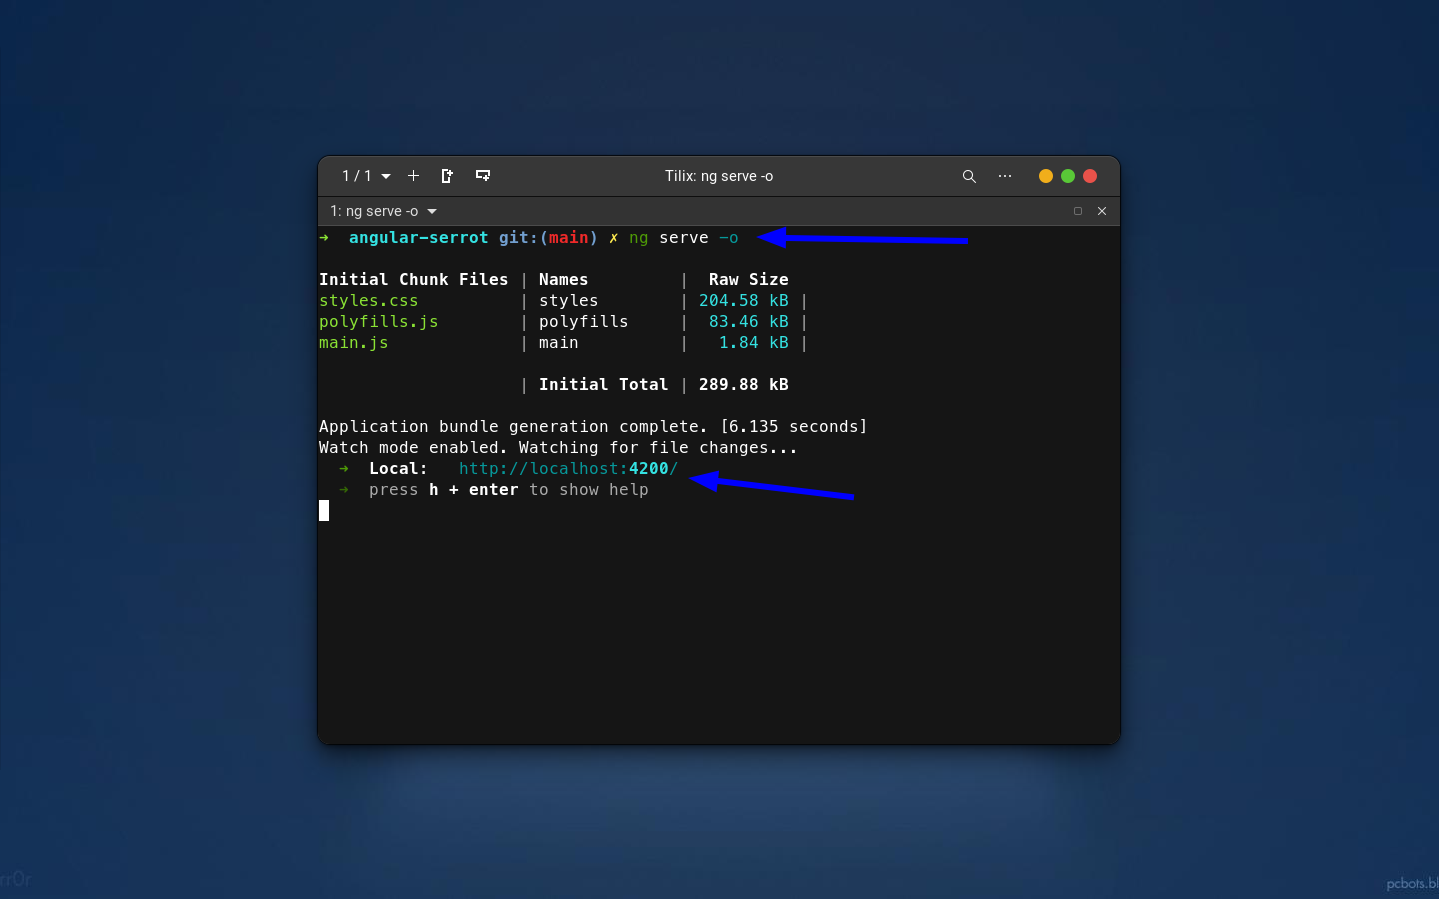 1 / 1
Tilix: ng serve -o
1: ng serve -o
➜ angular-serrot git:(main) ✗ ng serve -o
Initial Chunk Files | Names | Raw Size
styles.css | styles | 204.58 kB |
polyfills.js | polyfills | 83.46 kB |
main.js | main | 1.84 kB |
| Initial Total | 289.88 kB
Application bundle generation complete. [6.135 seconds]
Watch mode enabled. Watching for file changes...
➜ Local: http://localhost:4200/
➜ press h + enter to show help
rr0r
pcbots.bl